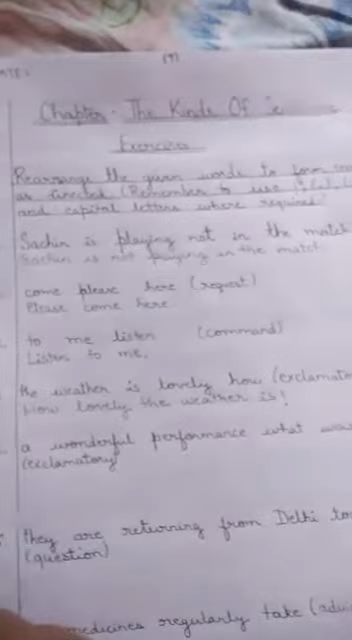 (7)
Chapter - The Kinds Of
Exercises
Rearrange the given words to form
as directed (Remember to use
and capital letters where required)
Sachin is playing not in the match
Sachin is not playing in the match
come please here (request)
Please come here
to me listen (command)
Listen to me.
the weather is lovely how (exclamato
How lovely the weather is!
a wonderful performance what
(exclamatory)
they are returning from Delhi
(question)
medicines regularly take